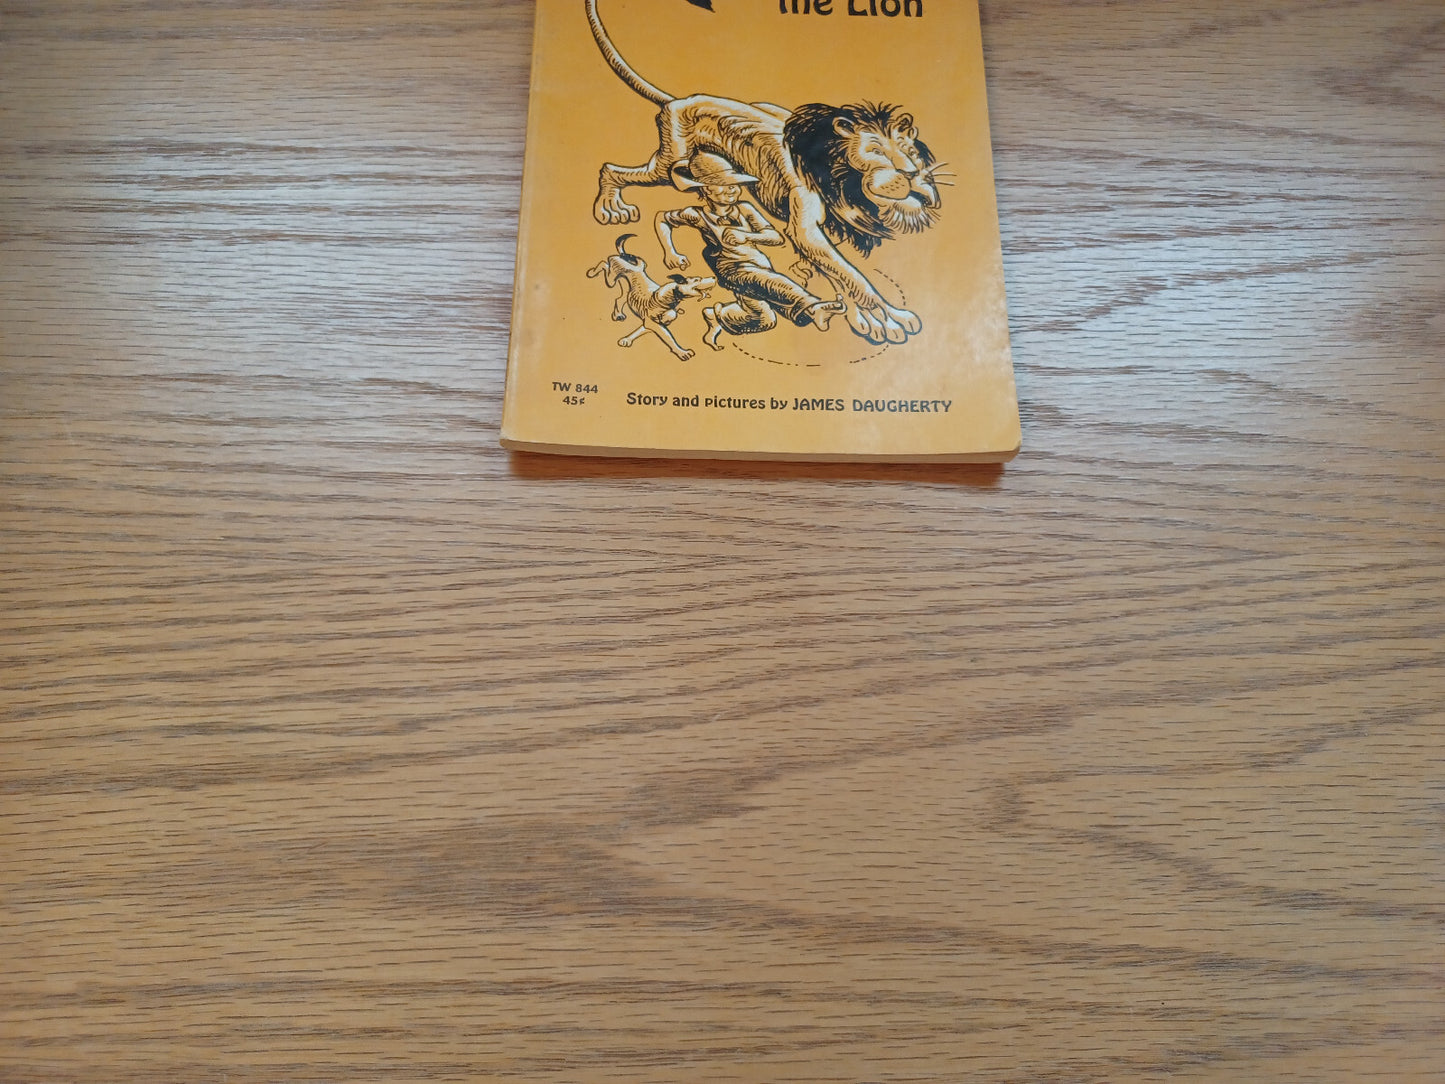 the Lion
TW 844
45¢
Story and pictures by JAMES DAUGHERTY